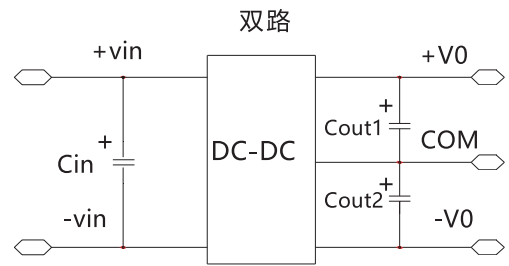 双路
+vin
+V0
+
Cout1
DC-DC
COM
+
Cin
+
Cout2
-vin
-V0